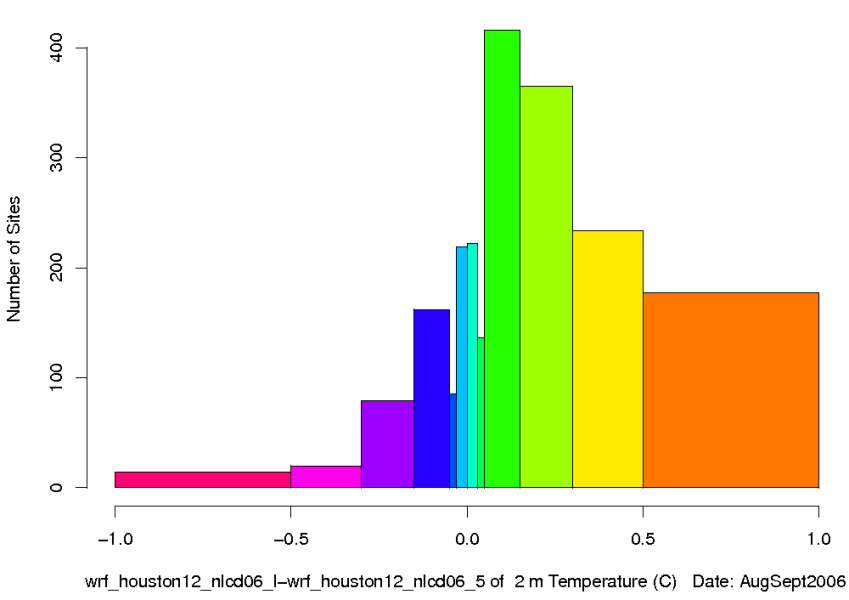 400
300
200
100
0
Number of Sites
−1.0 −0.5 0.0 0.5 1.0
wrf_houston12_nlcd06_l−wrf_houston12_nlcd06_5 of 2 m Temperature (C) Date: AugSept2006